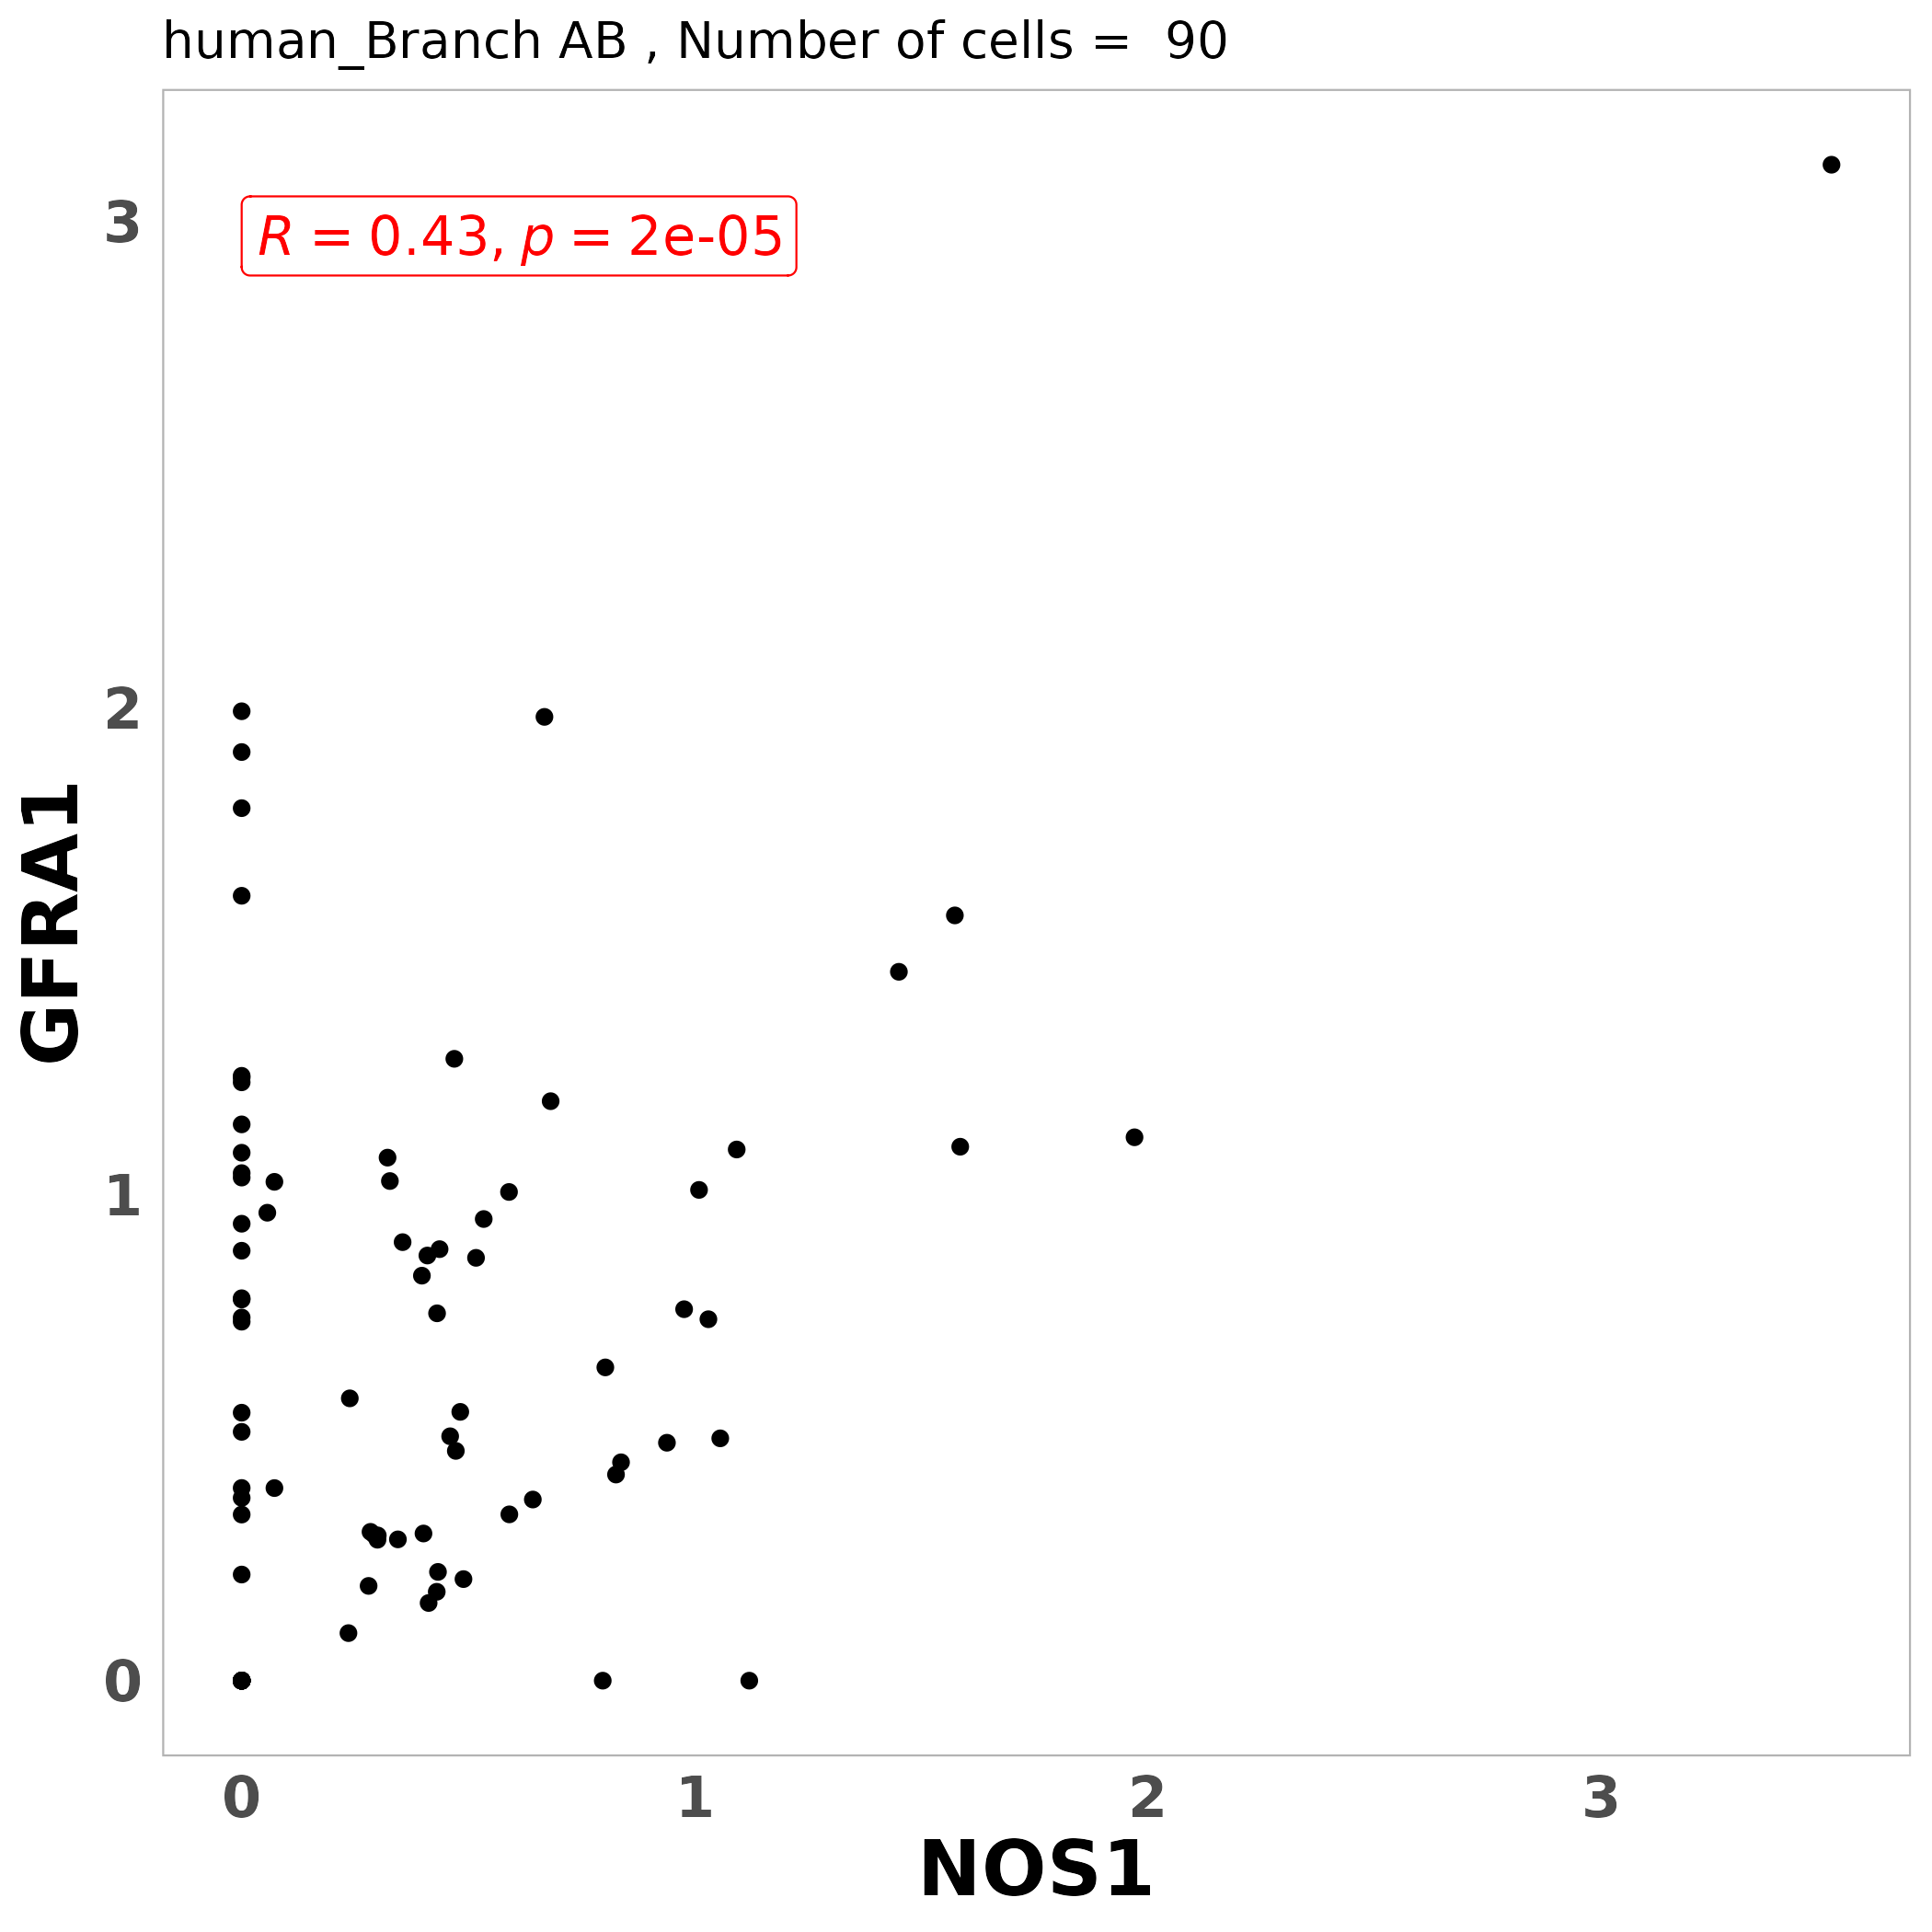 human_Branch AB , Number of cells =  90
R = 0.43, p = 2e-05
3
2
1
0
GFRA1
0 1 2 3
NOS1